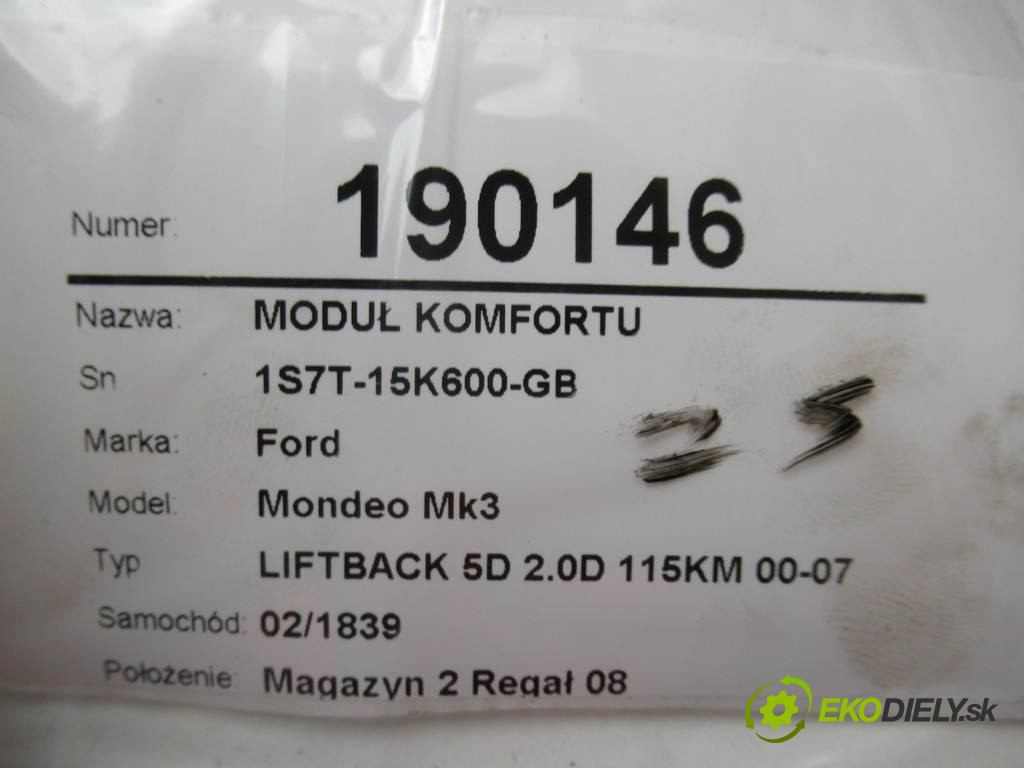 Numer: 190146
Nazwa: MODUŁ KOMFORTU
Sn 1S7T-15K600-GB
Marka: Ford
25
Model: Mondeo Mk3
Typ LIFTBACK 5D 2.0D 115KM 00-07
Samochód: 02/1839
Położenie: Magazyn 2 Regał 08
EKODIELY.sk